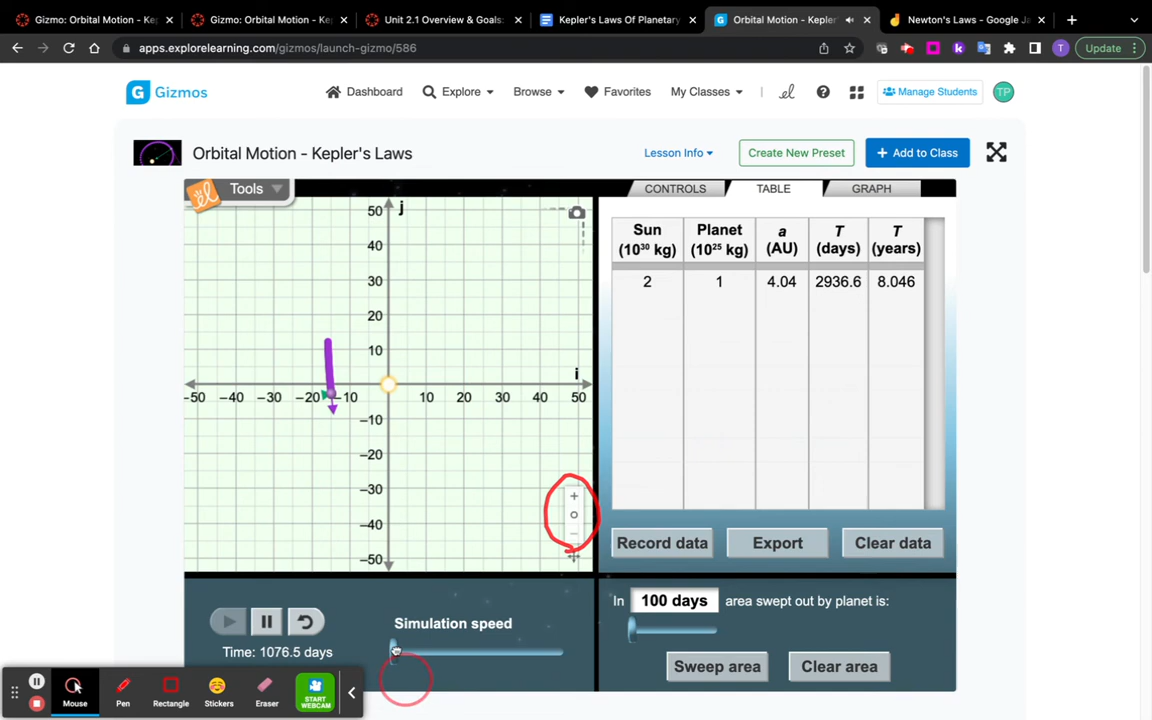 Gizmo: Orbital Motion - Kep
Gizmo: Orbital Motion - Kep
Unit 2.1 Overview & Goals:
Kepler's Laws Of Planetary
Orbital Motion - Kepler
Newton's Laws - Google Ja
apps.explorelearning.com/gizmos/launch-gizmo/586
T
Update
G Gizmos
Dashboard
Explore
Browse
Favorites
My Classes
el
?
Manage Students
TP
Orbital Motion - Kepler's Laws
Lesson Info
Create New Preset
+ Add to Class
el Tools
CONTROLS TABLE GRAPH
j
50
40
30
20
10
i
-50 -40 -30 -20 -10 10 20 30 40 50
-10
-20
-30
-40
-50
+
−
Sun Planet a T T
(10³⁰ kg) (10²⁵ kg) (AU) (days) (years)
2 1 4.04 2936.6 8.046
Record data Export Clear data
Simulation speed
Time: 1076.5 days
In 100 days area swept out by planet is:
Sweep area Clear area
Mouse Pen Rectangle Stickers Eraser START WEBCAM